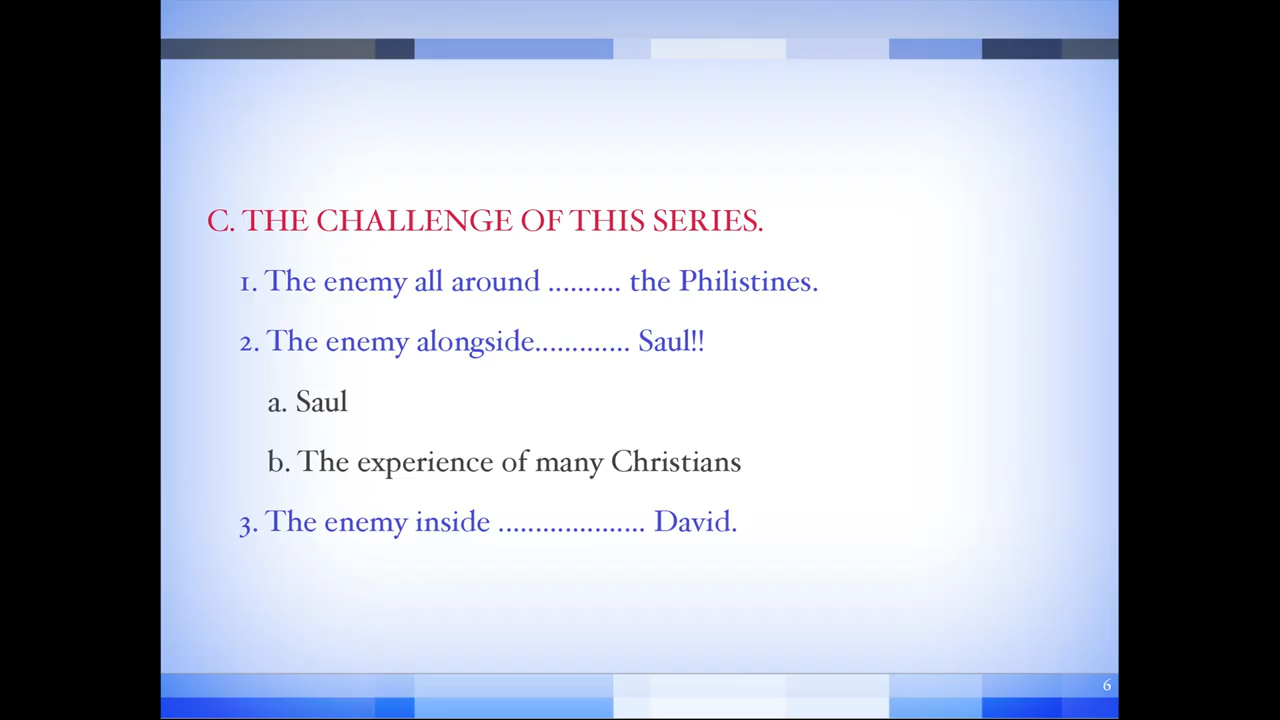 C. THE CHALLENGE OF THIS SERIES.
1. The enemy all around .......... the Philistines.
2. The enemy alongside............. Saul!!
a. Saul
b. The experience of many Christians
3. The enemy inside .................... David.
6